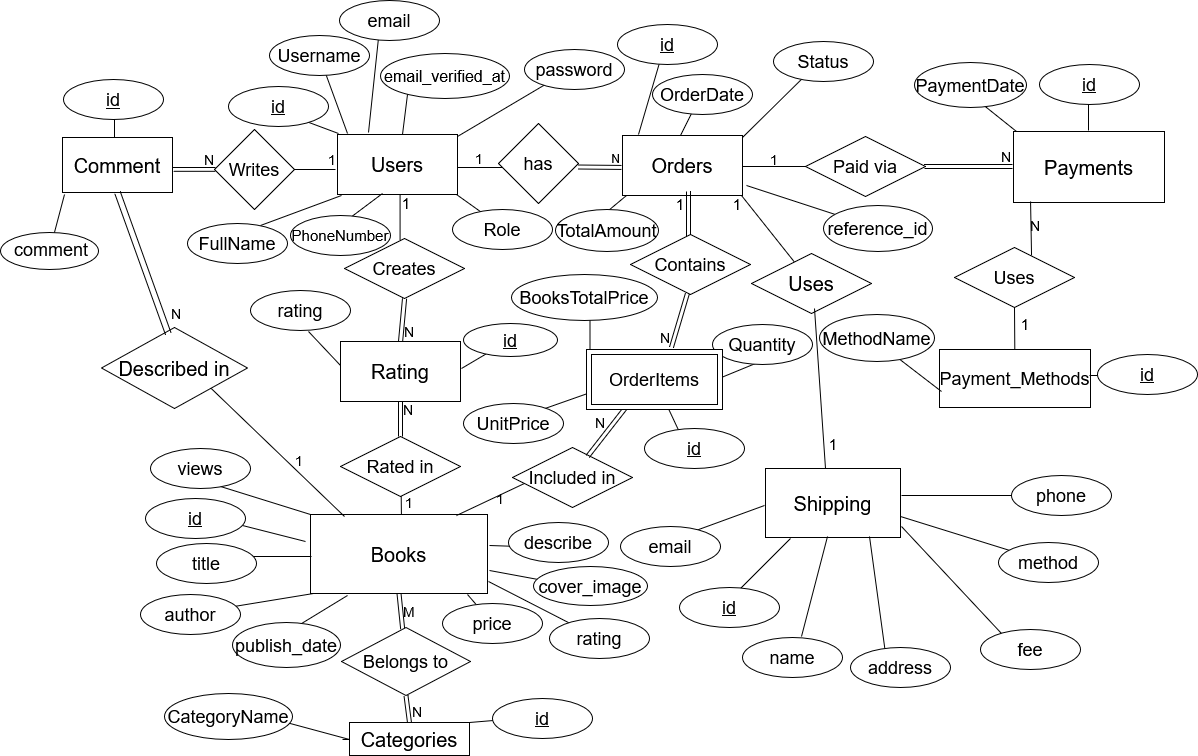 email
Username
id
Status
email_verified_at
password
PaymentDate
id
id
id
OrderDate
Comment
N
Writes
1
Users
1
has
N
Orders
1
Paid via
N
Payments
comment
FullName
PhoneNumber
1
Role
TotalAmount
1
1
reference_id
N
Creates
Contains
Uses
Uses
rating
BooksTotalPrice
N
N
id
N
Quantity
MethodName
1
Described in
Rating
OrderItems
Payment_Methods
id
N
UnitPrice
N
id
1
1
views
Rated in
Included in
1
1
Shipping
phone
id
title
Books
describe
email
method
author
M
cover_image
id
publish_date
price
rating
name
address
fee
Belongs to
N
CategoryName
id
Categories